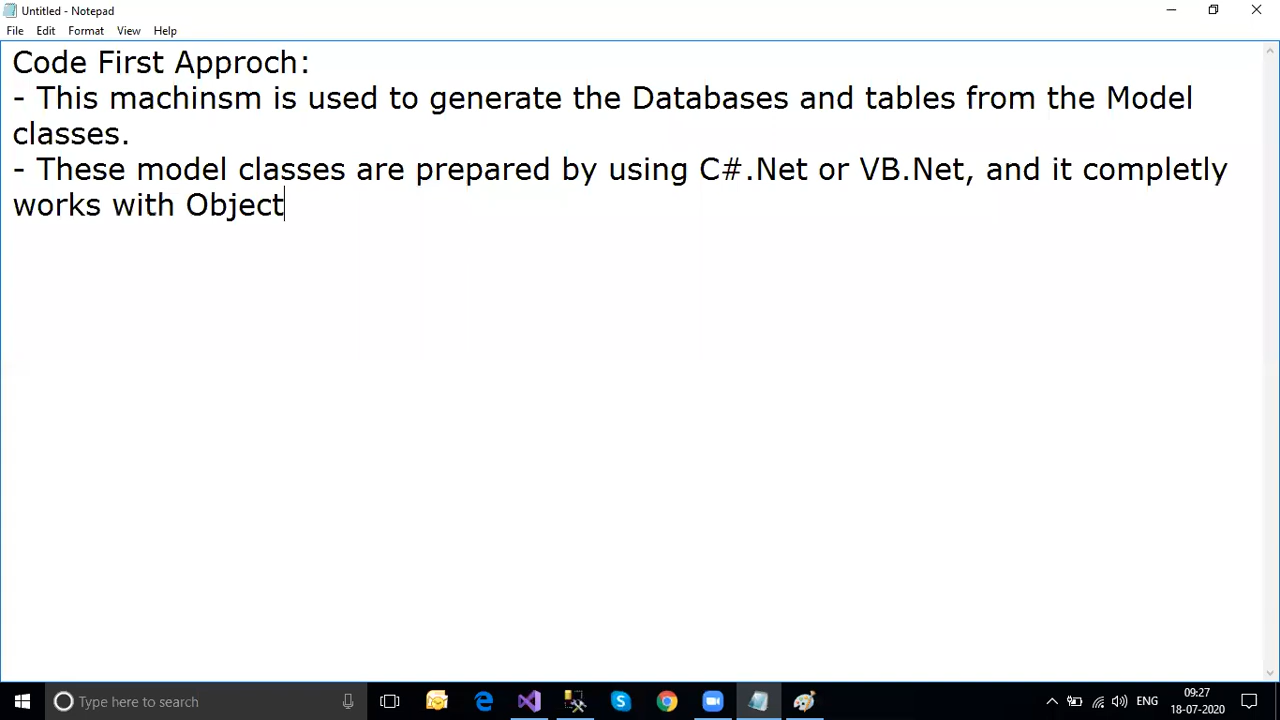 Untitled - Notepad
File Edit Format View Help
Code First Approch:
- This machinsm is used to generate the Databases and tables from the Model
classes.
- These model classes are prepared by using C#.Net or VB.Net, and it completly
works with Object
Type here to search
ENG
09:27
18-07-2020